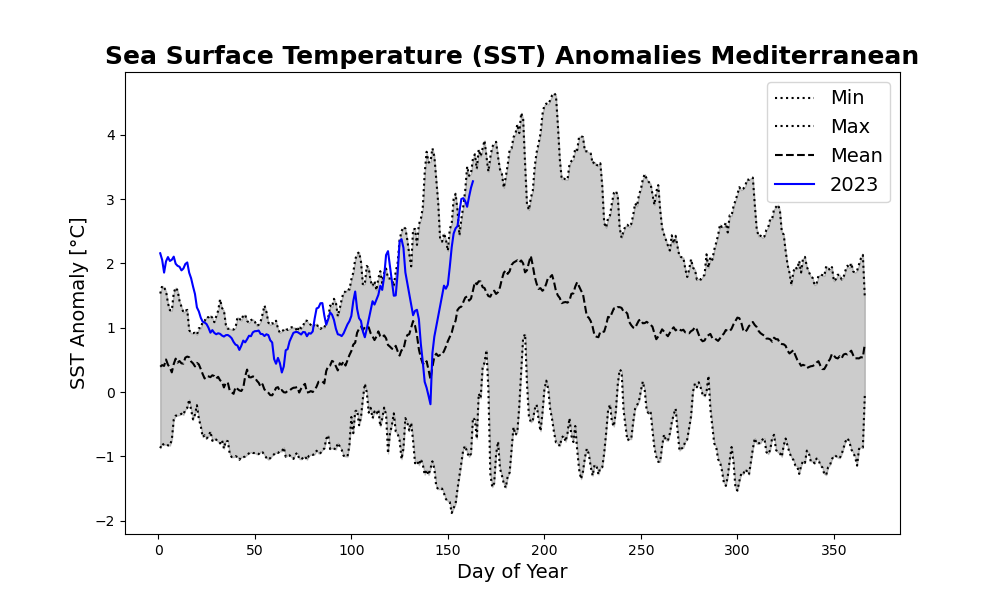 Sea Surface Temperature (SST) Anomalies Mediterranean
Min
Max
Mean
2023
SST Anomaly [°C]
4
3
2
1
0
−1
−2
0 50 100 150 200 250 300 350
Day of Year